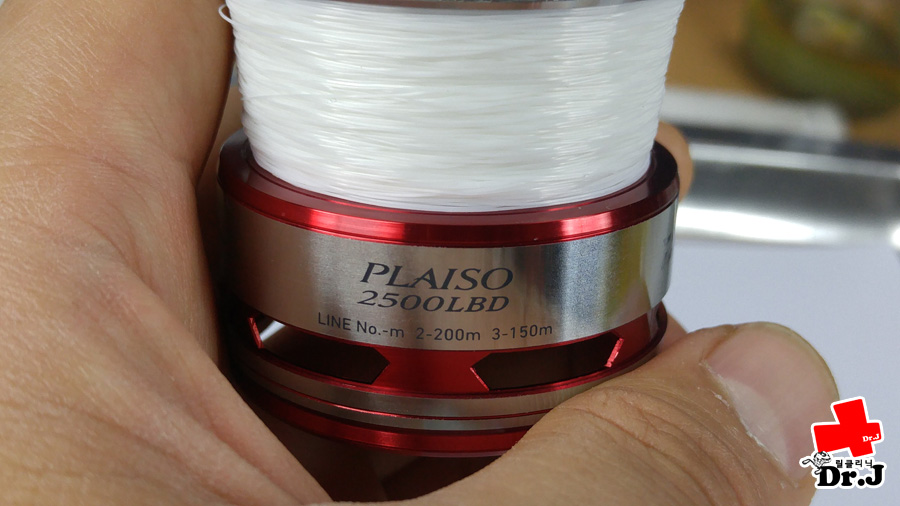 PLAISO
2500LBD
LINE No.-m 2-200m 3-150m
Dr.J
릴클리닉
Dr.J